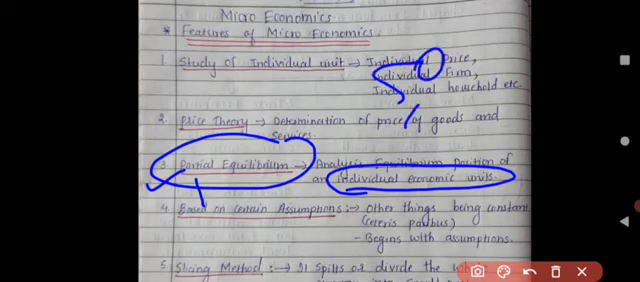 Micro Economics
* Features of Micro Economics
1. Study of Individual unit → Individual Price,
Individual Firm,
Individual household etc.
2. Price Theory → Determination of price of goods and
services.
3. Partial Equilibrium → Analysis Equilibrium Position of
an individual economic units.
4. Based on Certain Assumptions :→ Other things being constant
(ceteris paribus)
- Begins with assumptions.
5. Slicing Method :→ It splits or divide the